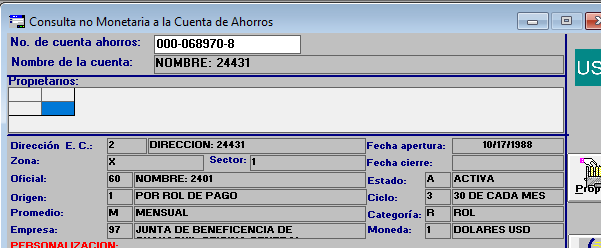 Consulta no Monetaria a la Cuenta de Ahorros
No. de cuenta ahorros: 000-068970-8
Nombre de la cuenta: NOMBRE: 24431
US
Propietarios:
Dirección E. C.: 2 DIRECCION: 24431 Fecha apertura: 10/17/1988
Zona: X Sector: 1 Fecha cierre:
Oficial: 60 NOMBRE: 2401 Estado: A ACTIVA
Origen: 1 POR ROL DE PAGO Ciclo: 3 30 DE CADA MES
Prop
Promedio: M MENSUAL Categoría: R ROL
Empresa: 97 JUNTA DE BENEFICENCIA DE Moneda: 1 DOLARES USD
PERSONALIZACION: